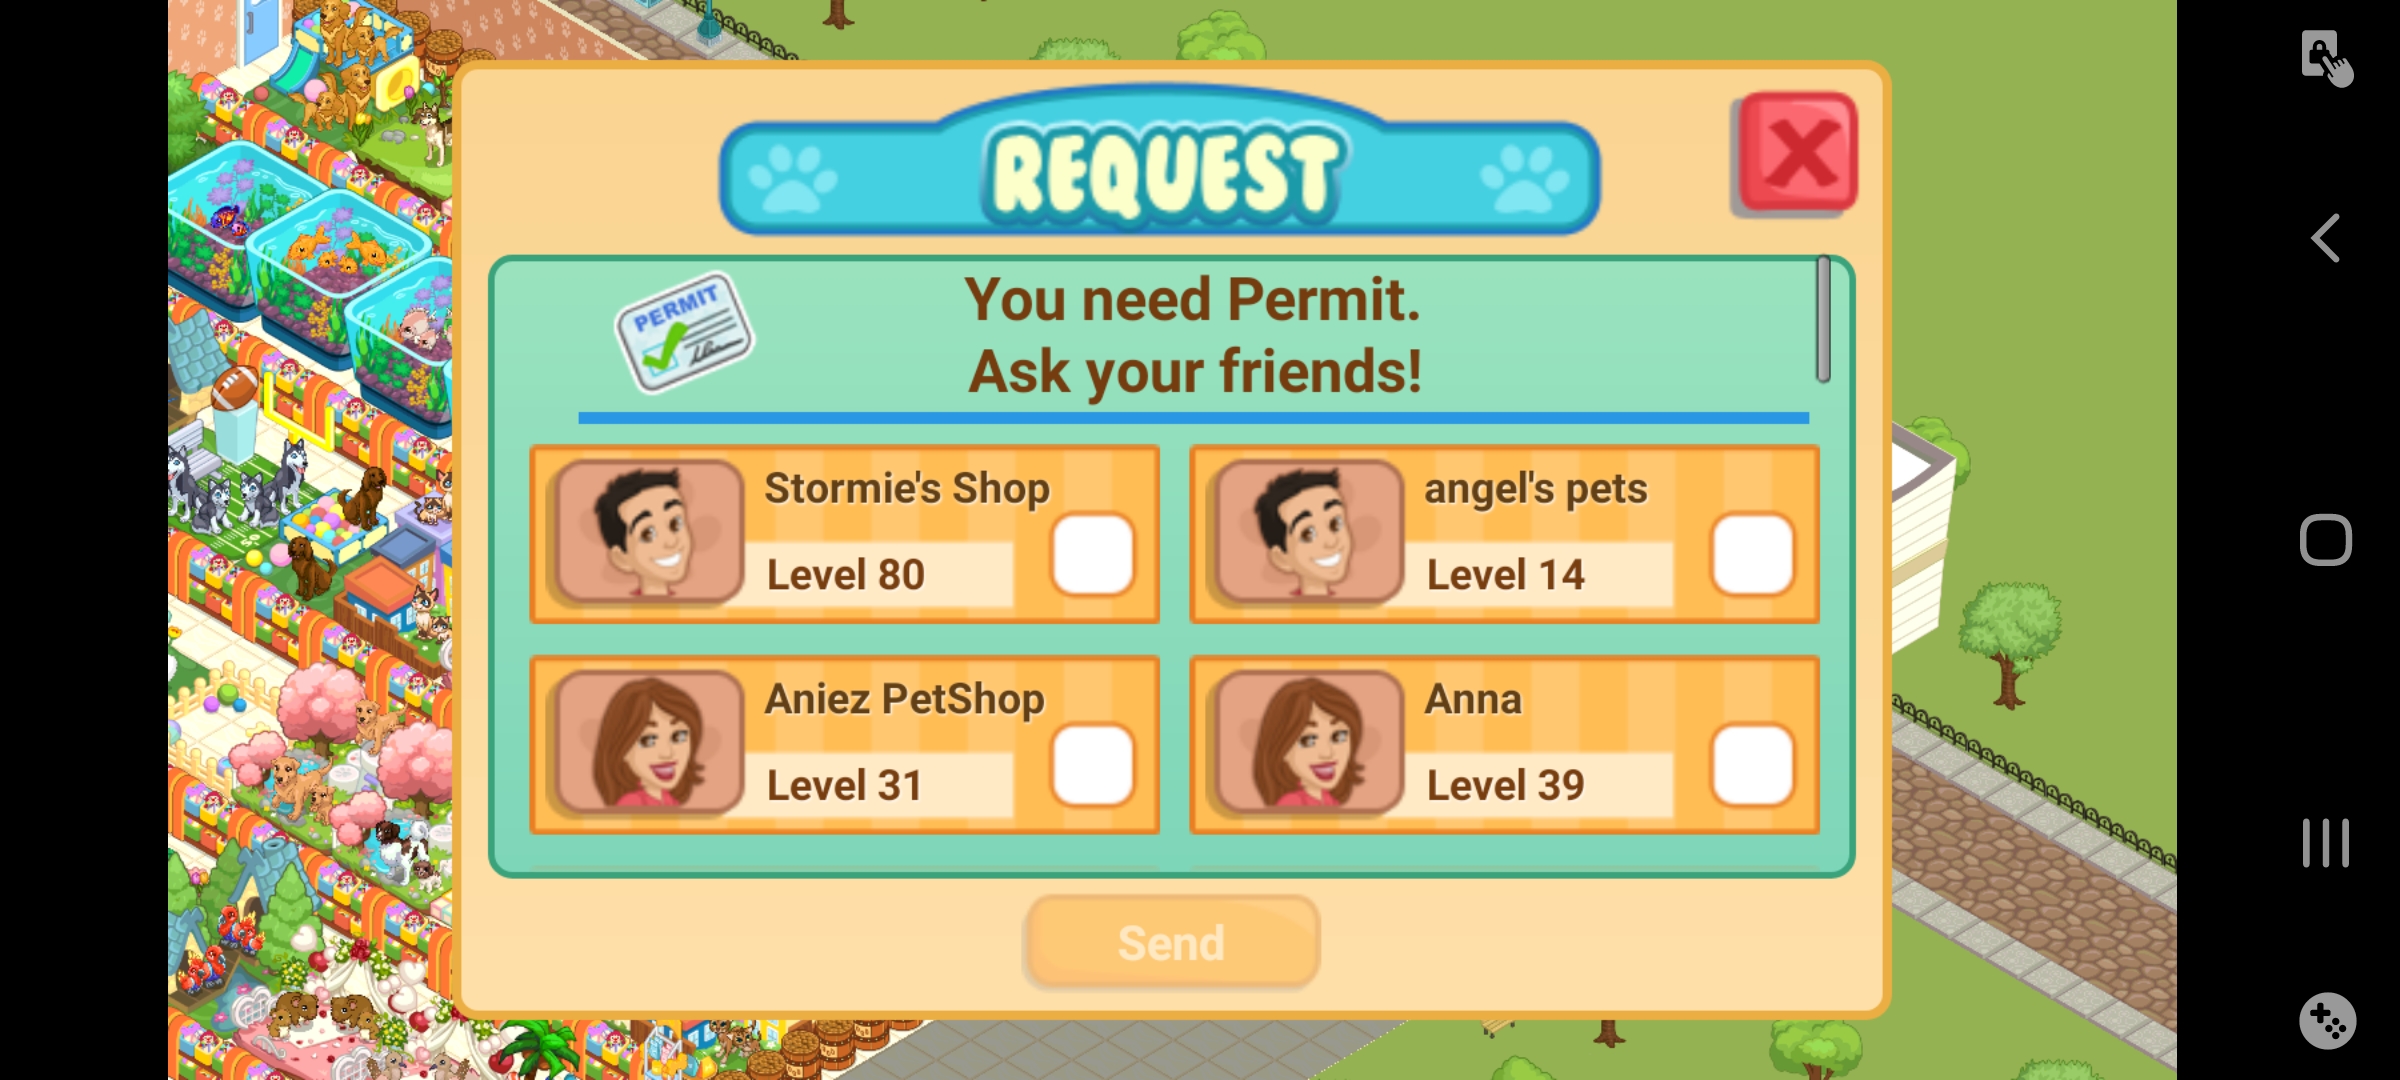 REQUEST
PERMIT
You need Permit.
Ask your friends!
Stormie's Shop
Level 80
angel's pets
Level 14
Aniez PetShop
Level 31
Anna
Level 39
Send